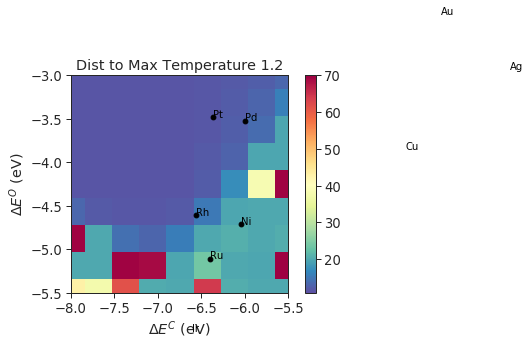 Au
Ag
Dist to Max Temperature 1.2
−3.0
−3.5
−4.0
−4.5
−5.0
−5.5
ΔE^O (eV)
Pt
Pd
Cu
Rh
Ni
Ru
70
60
50
40
30
20
−8.0 −7.5 −7.0 −6.5 −6.0 −5.5
ΔE^C (eV)
Ir